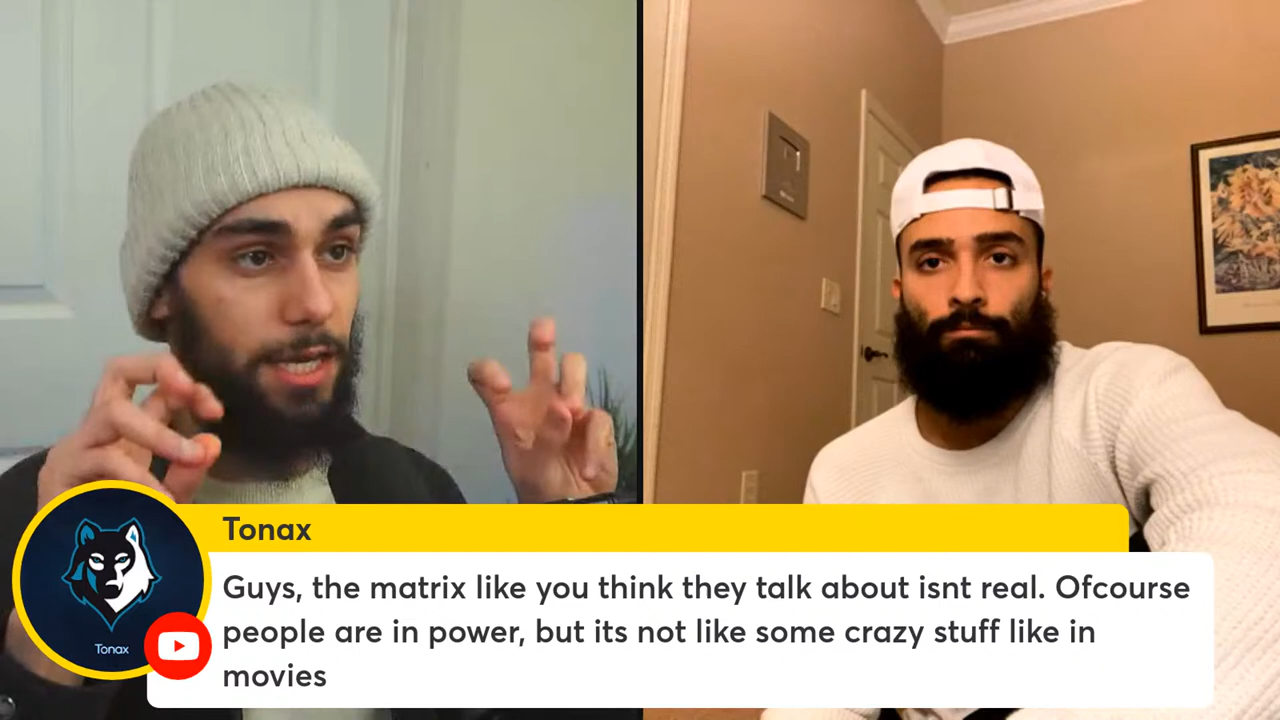 Tonax
Guys, the matrix like you think they talk about isnt real. Ofcourse
people are in power, but its not like some crazy stuff like in
movies
Tonax